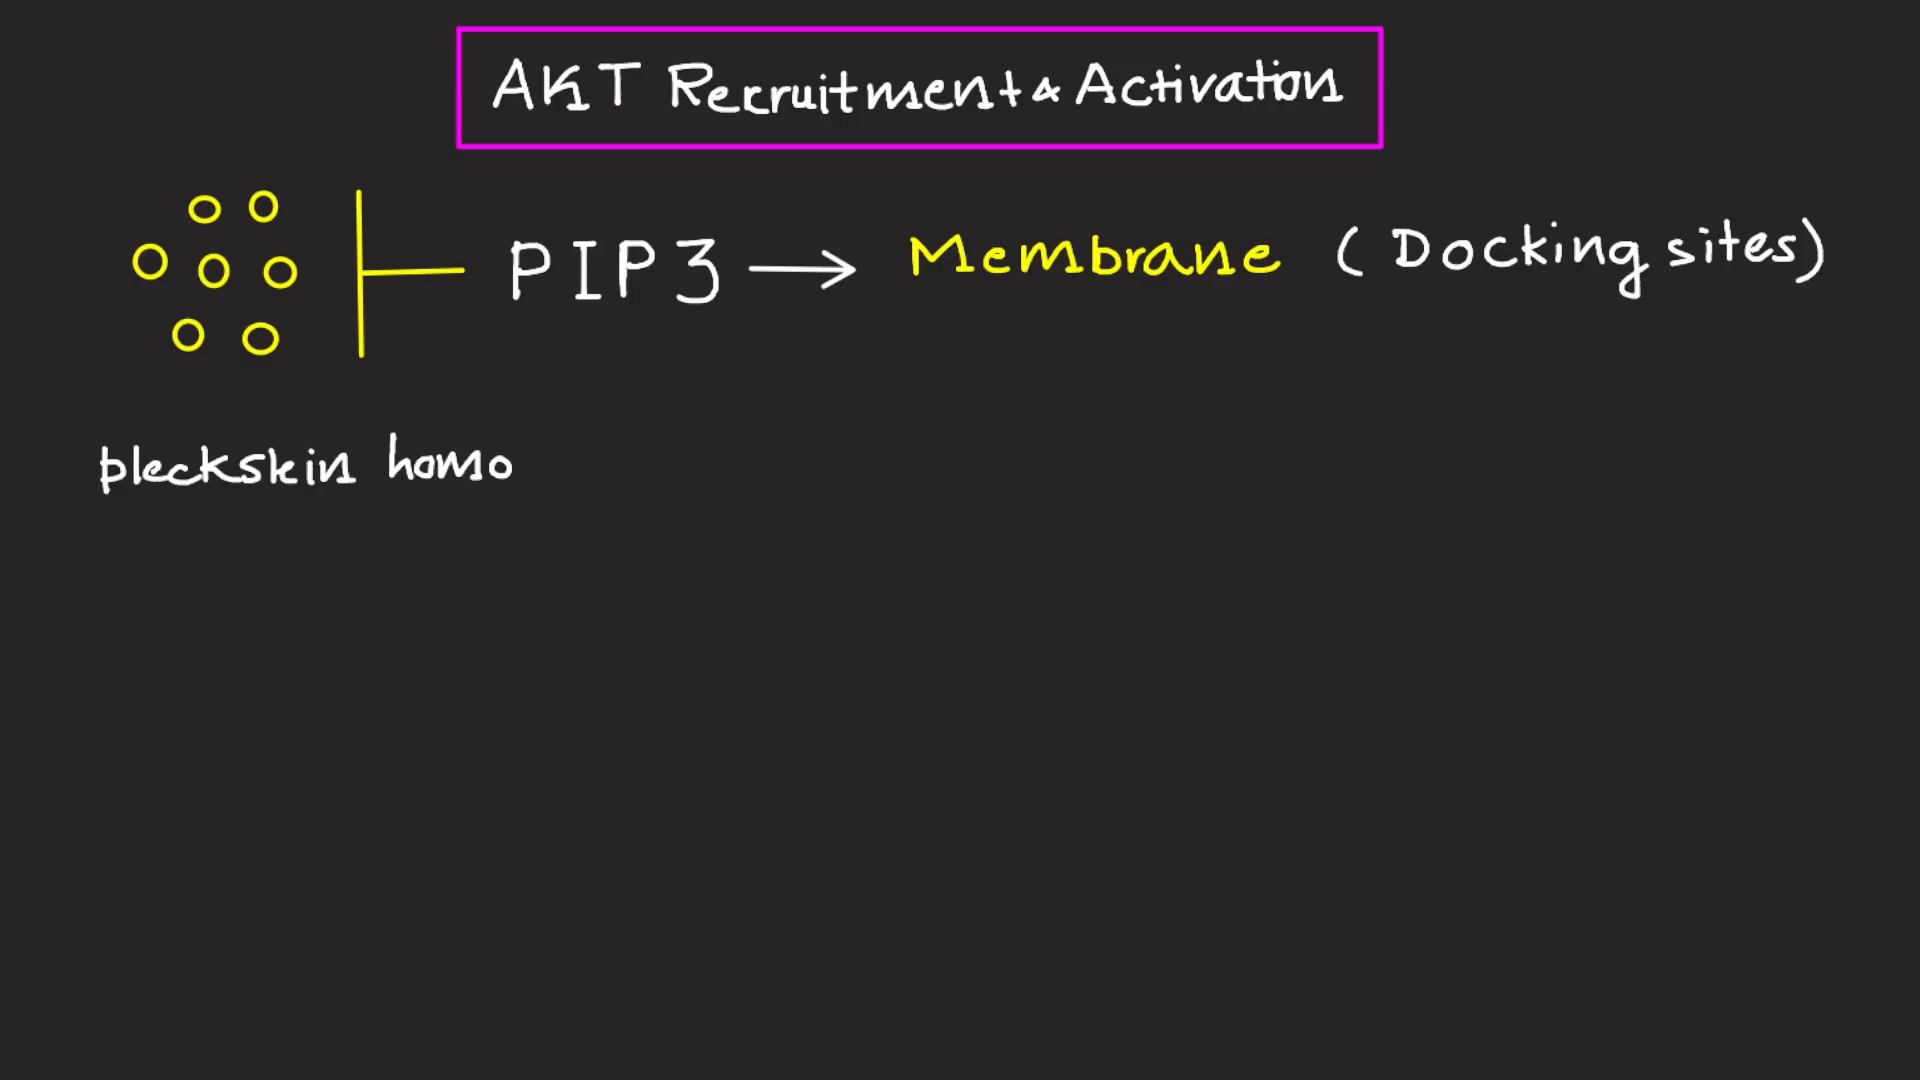 AKT Recruitment & Activation
PIP3 → Membrane (Docking sites)
pleckskin homo